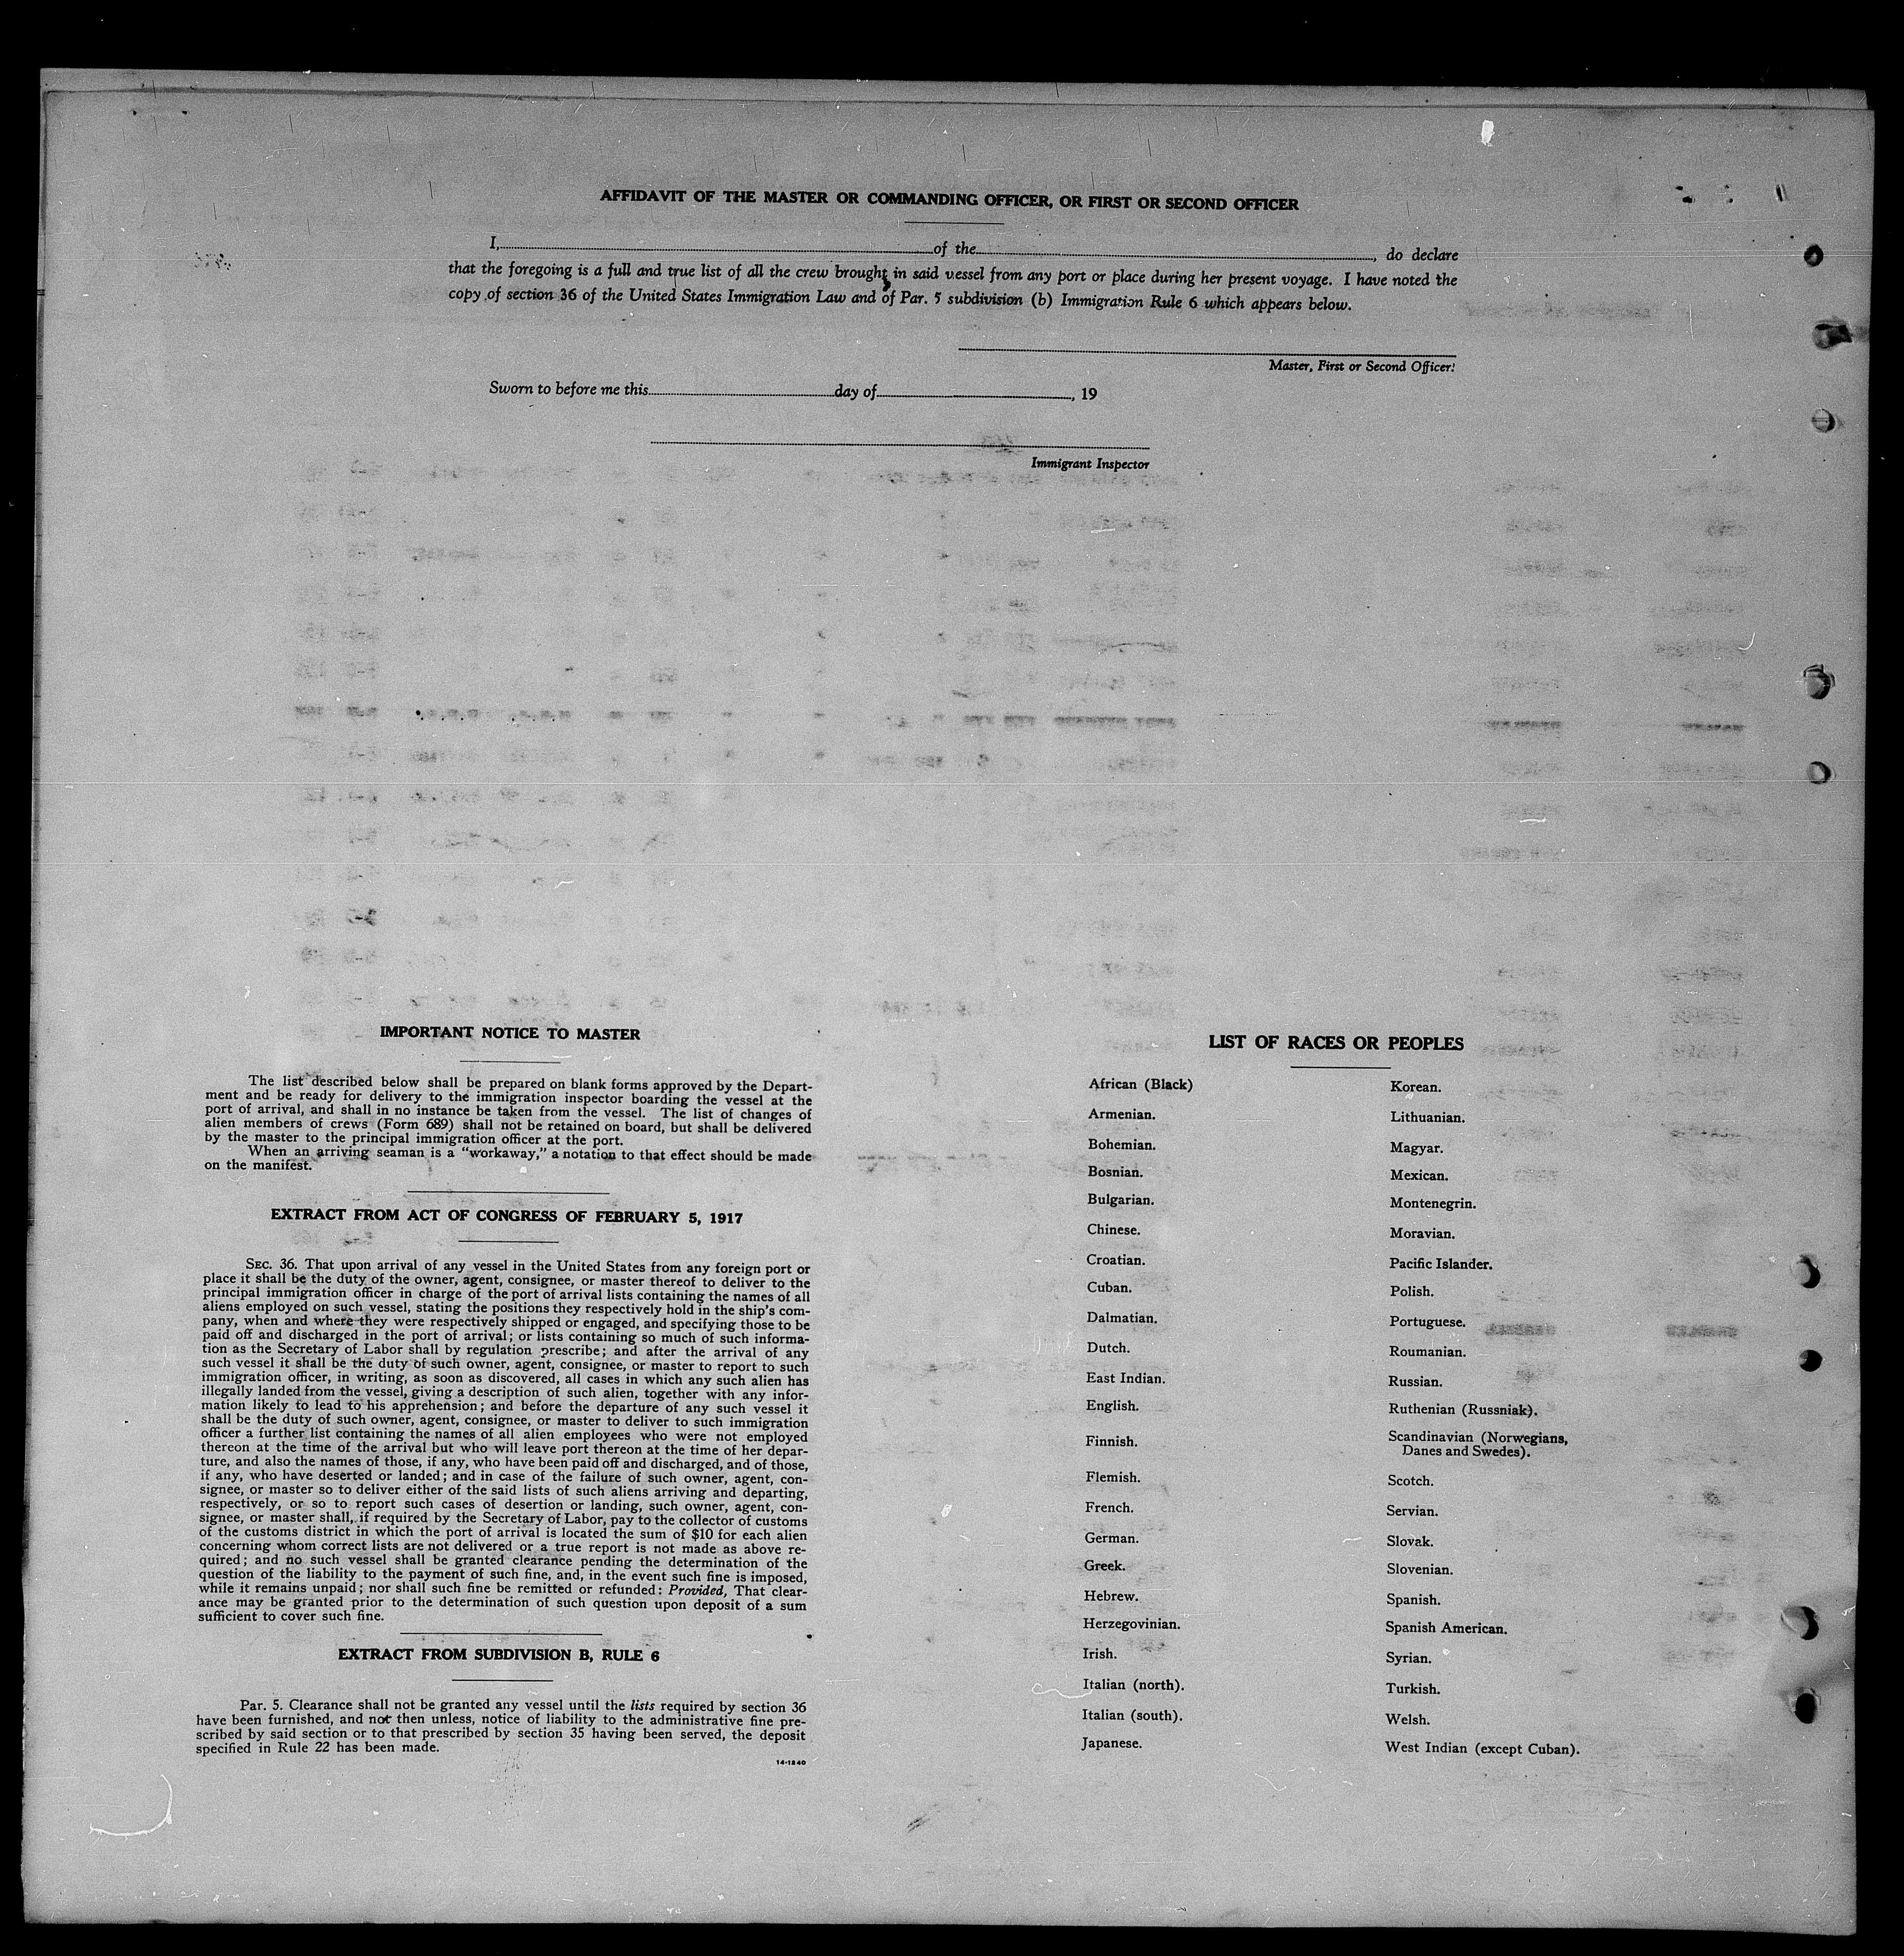 AFFIDAVIT OF THE MASTER OR COMMANDING OFFICER, OR FIRST OR SECOND OFFICER
I, of the , do declare
that the foregoing is a full and true list of all the crew brought in said vessel from any port or place during her present voyage. I have noted the
copy of section 36 of the United States Immigration Law and of Par. 5 subdivision (b) Immigration Rule 6 which appears below.
Master, First or Second Officer.
Sworn to before me this day of , 19
Immigrant Inspector
IMPORTANT NOTICE TO MASTER
The list described below shall be prepared on blank forms approved by the Depart-
ment and be ready for delivery to the immigration inspector boarding the vessel at the
port of arrival, and shall in no instance be taken from the vessel. The list of changes of
alien members of crews (Form 689) shall not be retained on board, but shall be delivered
by the master to the principal immigration officer at the port.
When an arriving seaman is a "workaway," a notation to that effect should be made
on the manifest.
EXTRACT FROM ACT OF CONGRESS OF FEBRUARY 5, 1917
SEC. 36. That upon arrival of any vessel in the United States from any foreign port or
place it shall be the duty of the owner, agent, consignee, or master thereof to deliver to the
principal immigration officer in charge of the port of arrival lists containing the names of all
aliens employed on such vessel, stating the positions they respectively hold in the ship's com-
pany, when and where they were respectively shipped or engaged, and specifying those to be
paid off and discharged in the port of arrival; or lists containing so much of such informa-
tion as the Secretary of Labor shall by regulation prescribe; and after the arrival of any
such vessel it shall be the duty of such owner, agent, consignee, or master to report to such
immigration officer, in writing, as soon as discovered, all cases in which any such alien has
illegally landed from the vessel, giving a description of such alien, together with any infor-
mation likely to lead to his apprehension; and before the departure of any such vessel it
shall be the duty of such owner, agent, consignee, or master to deliver to such immigration
officer a further list containing the names of all alien employees who were not employed
thereon at the time of the arrival but who will leave port thereon at the time of her depar-
ture, and also the names of those, if any, who have been paid off and discharged, and of those,
if any, who have deserted or landed; and in case of the failure of such owner, agent, con-
signee, or master so to deliver either of the said lists of such aliens arriving and departing,
respectively, or so to report such cases of desertion or landing, such owner, agent, con-
signee, or master shall, if required by the Secretary of Labor, pay to the collector of customs
of the customs district in which the port of arrival is located the sum of $10 for each alien
concerning whom correct lists are not delivered or a true report is not made as above re-
quired; and no such vessel shall be granted clearance pending the determination of the
question of the liability to the payment of such fine, and, in the event such fine is imposed,
while it remains unpaid; nor shall such fine be remitted or refunded: Provided, That clear-
ance may be granted prior to the determination of such question upon deposit of a sum
sufficient to cover such fine.
EXTRACT FROM SUBDIVISION B, RULE 6
Par. 5. Clearance shall not be granted any vessel until the lists required by section 36
have been furnished, and not then unless, notice of liability to the administrative fine pre-
scribed by said section or to that prescribed by section 35 having been served, the deposit
specified in Rule 22 has been made.
14-1240
LIST OF RACES OR PEOPLES
African (Black)
Armenian.
Bohemian.
Bosnian.
Bulgarian.
Chinese.
Croatian.
Cuban.
Dalmatian.
Dutch.
East Indian.
English.
Finnish.
Flemish.
French.
German.
Greek.
Hebrew.
Herzegovinian.
Irish.
Italian (north).
Italian (south).
Japanese.
Korean.
Lithuanian.
Magyar.
Mexican.
Montenegrin.
Moravian.
Pacific Islander.
Polish.
Portuguese.
Roumanian.
Russian.
Ruthenian (Russniak).
Scandinavian (Norwegians,
Danes and Swedes).
Scotch.
Servian.
Slovak.
Slovenian.
Spanish.
Spanish American.
Syrian.
Turkish.
Welsh.
West Indian (except Cuban).